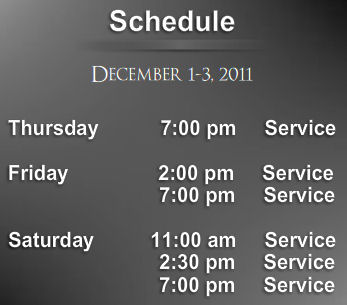 Schedule
December 1-3, 2011
Thursday 7:00 pm Service
Friday 2:00 pm Service
7:00 pm Service
Saturday 11:00 am Service
2:30 pm Service
7:00 pm Service